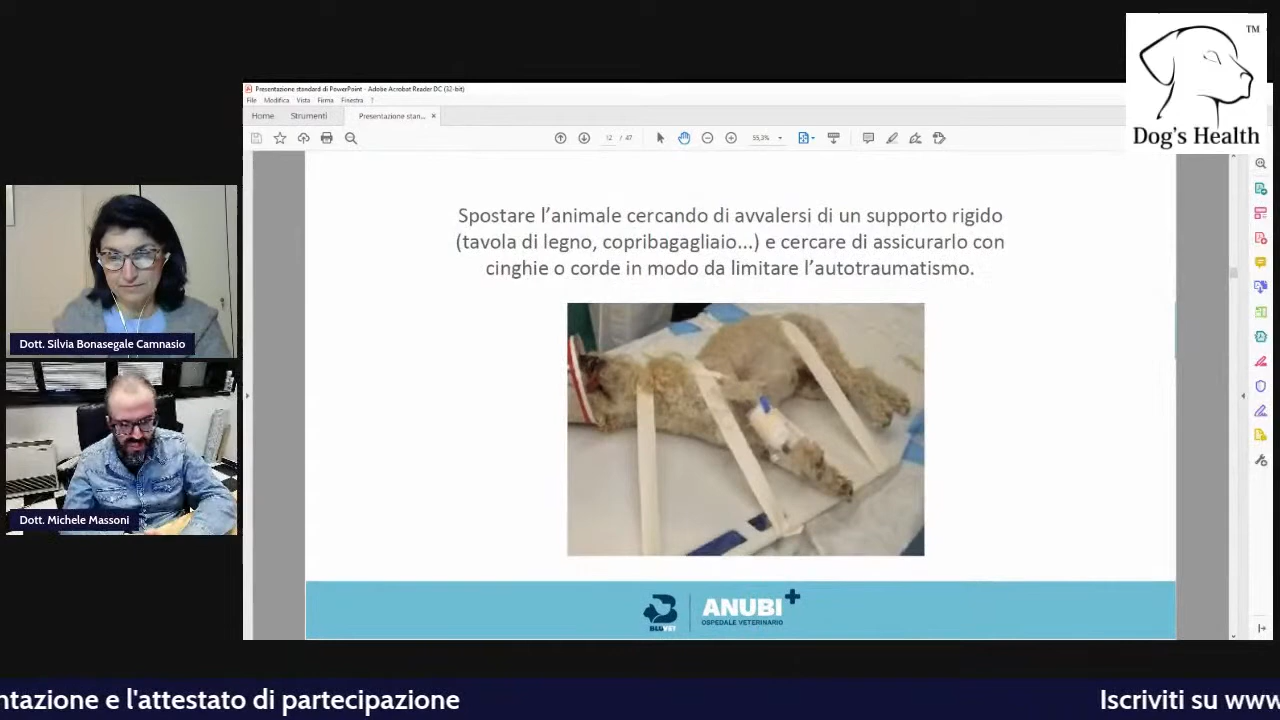 TM
Dog's Health
Presentazione standard di PowerPoint - Adobe Acrobat Reader DC (32-bit)
File Modifica Vista Firma Finestra ?
Home Strumenti Presentazione stan... ×
12 / 47 55,3%
Spostare l'animale cercando di avvalersi di un supporto rigido
(tavola di legno, copribagagliaio...) e cercare di assicurarlo con
cinghie o corde in modo da limitare l'autotraumatismo.
Dott. Silvia Bonasegale Camnasio
Dott. Michele Massoni
BLUVET
ANUBI
OSPEDALE VETERINARIO
ntazione e l'attestato di partecipazione
Iscriviti su www